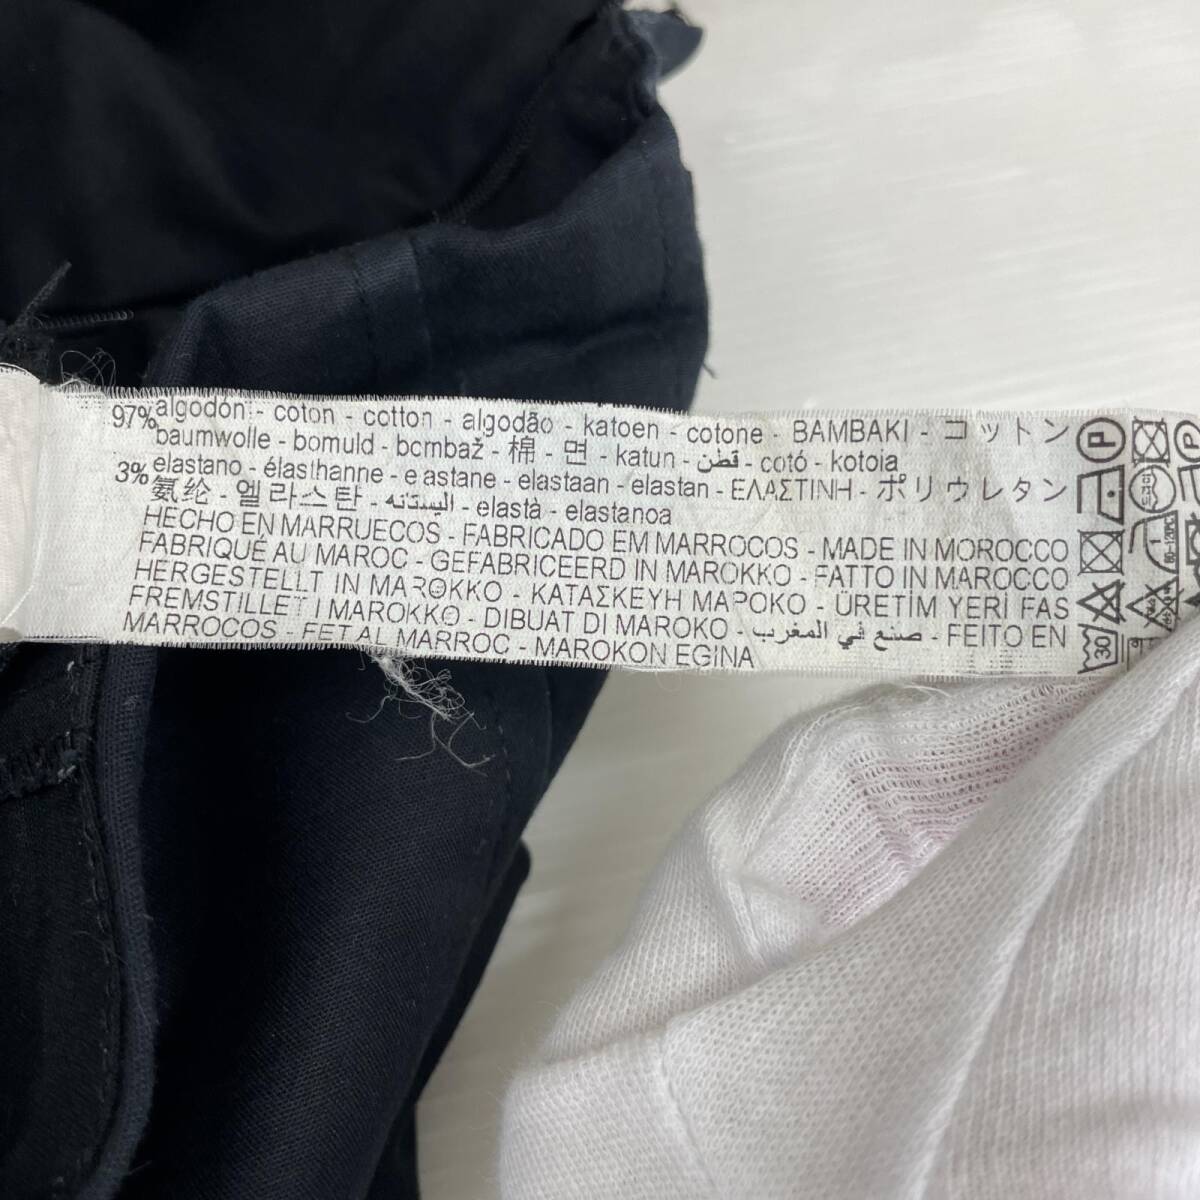 97% algodón - coton - cotton - algodão - katoen - cotone - BAMBAKI - コットン
baumwolle - bomuld - bombaž - 棉 - 면 - katun - قطن - cotó - kotoia
3% elastano - élasthanne - e astane - elastaan - elastan - ΕΛΑΣΤΙΝΗ - ポリウレタン
氨纶 - 엘라스탄 - اليستنه - elastà - elastanoa
HECHO EN MARRUECOS - FABRICADO EM MARROCOS - MADE IN MOROCCO
FABRIQUÉ AU MAROC - GEFABRICEERD IN MAROKKO - FATTO IN MAROCCO
HERGESTELLT IN MAROKKO - ΚΑΤΑΣΚΕΥΗ ΜΑΡΟΚΟ - ÜRETİM YERİ FAS
FREMSTILLET I MAROKKO - DIBUAT DI MAROKO - صنع في المغرب - FEITO EN
MARROCOS - FET AL MARROC - MAROKON EGINA
P
30